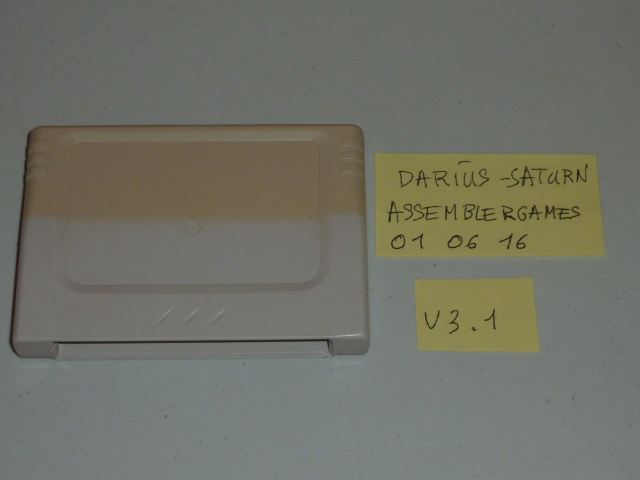 DARIUS -SATURN
ASSEMBLERGAMES
01 06 16
V3.1